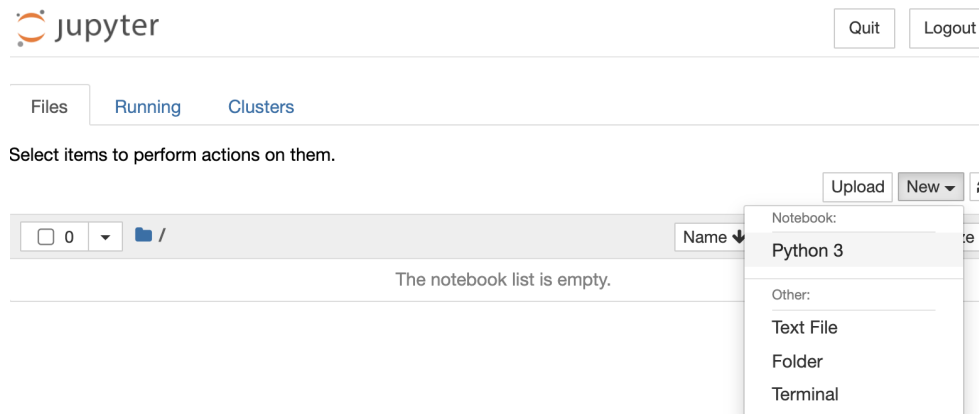 jupyter
Quit Logout
Files Running Clusters
Select items to perform actions on them.
Upload New
0 / Name
Notebook:
Python 3
The notebook list is empty.
Other:
Text File
Folder
Terminal